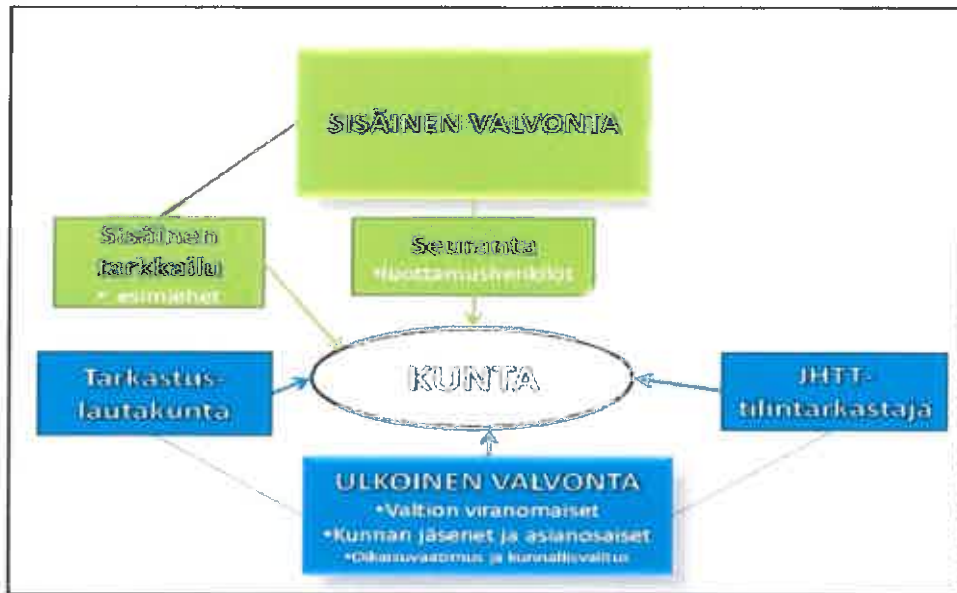 SISÄINEN VALVONTA
Sisäinen
tarkkailu
• esimiehet
Seuranta
•luottamushenkilöt
Tarkastus-
lautakunta
KUNTA
JHTT-
tilintarkastaja
ULKOINEN VALVONTA
•Valtion viranomaiset
•Kunnan jäsenet ja asianosaiset
•Oikaisuvaatimus ja kunnallisvalitus